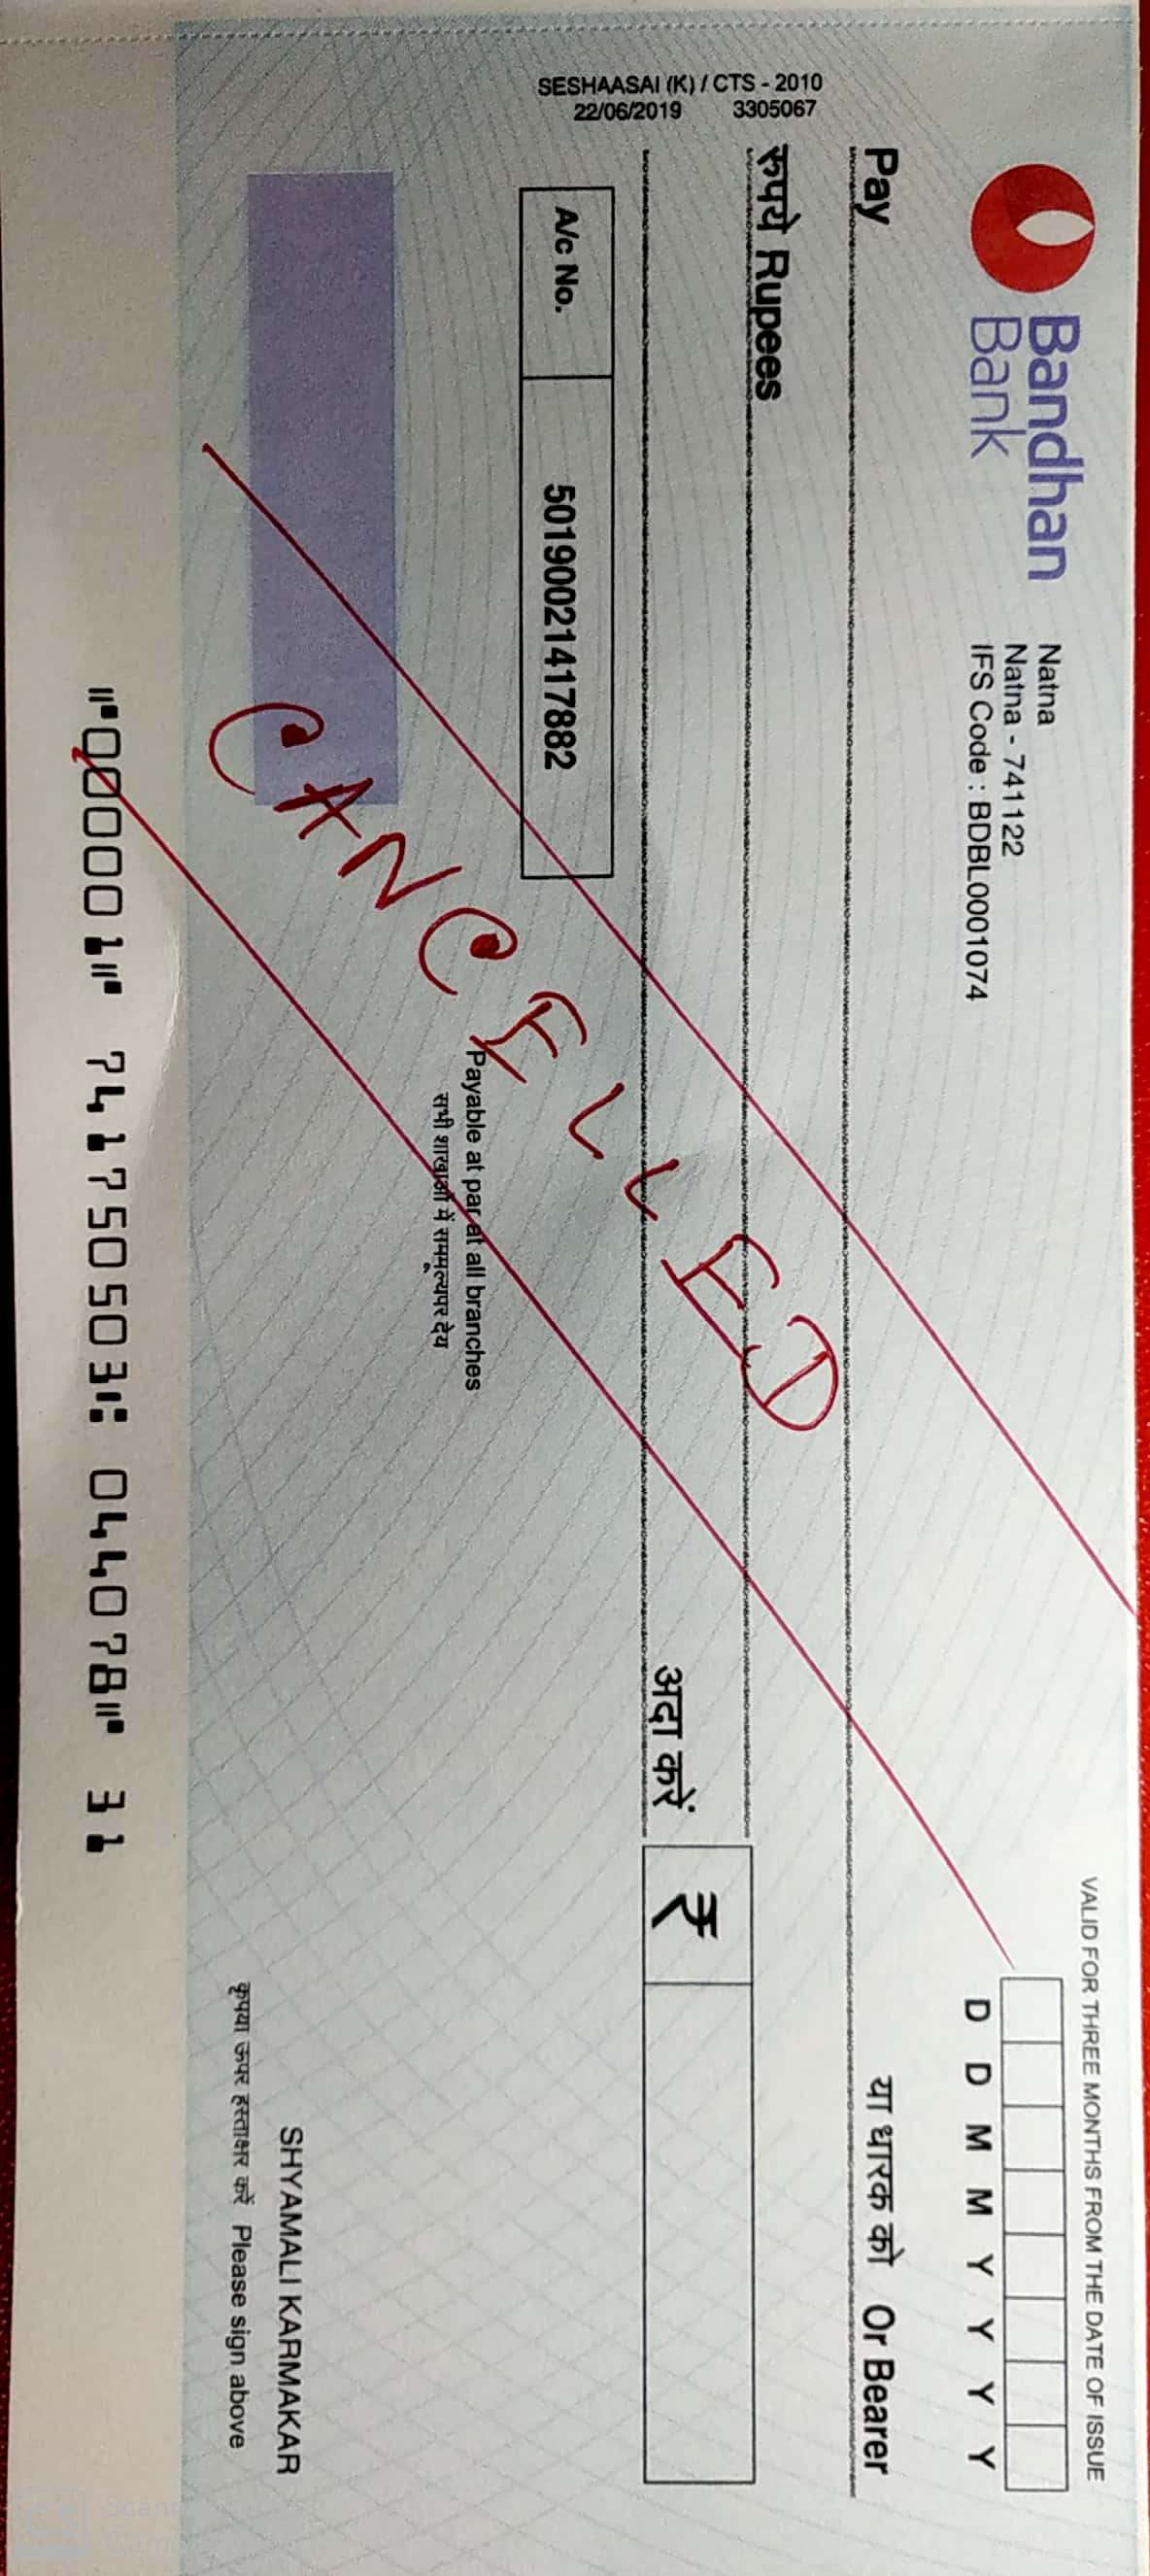 Bandhan
Bank
Natna
Natna - 741122
IFS Code : BDBL0001074
VALID FOR THREE MONTHS FROM THE DATE OF ISSUE
D D M M Y Y Y Y
Pay
या धारक को Or Bearer
रुपये Rupees
अदा करें
₹
A/c No.
50190021417882
SESHAASAI (K) / CTS - 2010
22/06/2019 3305067
CANCELLED
Payable at par at all branches
सभी शाखाओं में सममूल्यपर देय
SHYAMALI KARMAKAR
कृपया ऊपर हस्ताक्षर करें Please sign above
⑈000001⑈ 741750503⑆ 044078⑈ 31